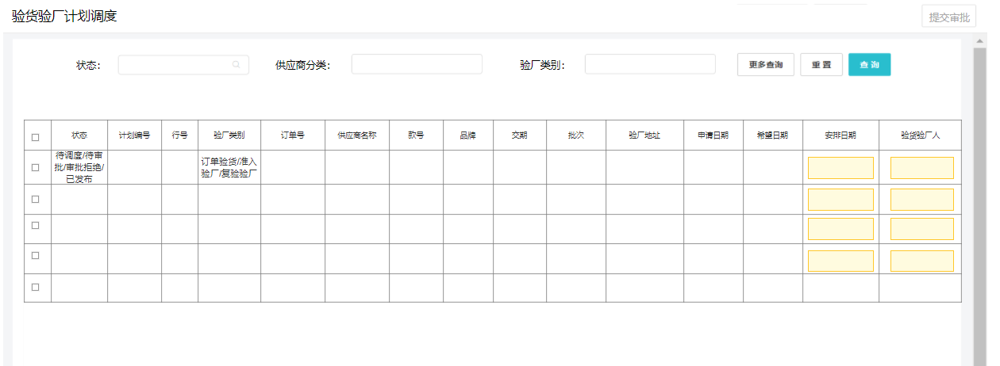 验货验厂计划调度
提交审批
状态:
供应商分类:
验厂类别:
更多查询
重 置
查 询
状态
计划编号
行号
验厂类别
订单号
供应商名称
款号
品牌
交期
批次
验厂地址
申请日期
希望日期
安排日期
验货验厂人
待调度/待审
批/审批拒绝/
已发布
订单验货/准入
验厂/复验验厂